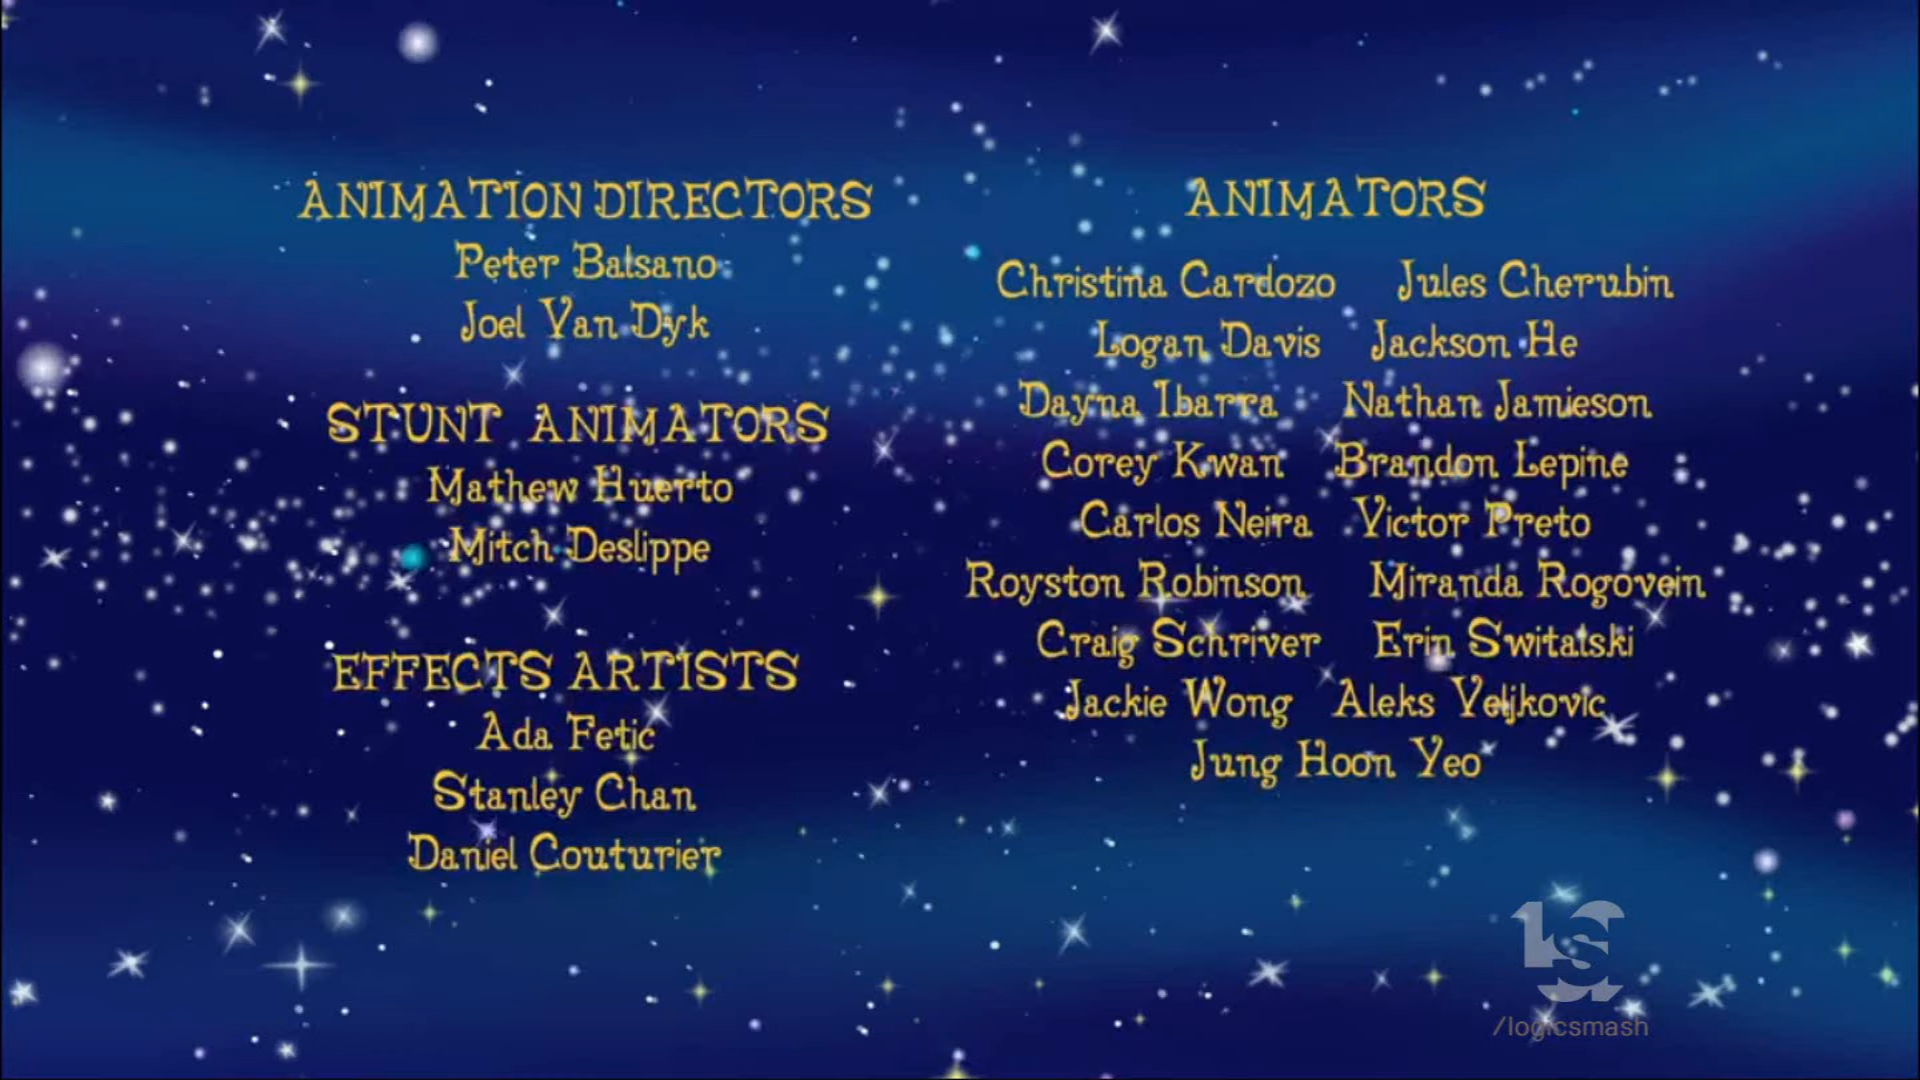 ANIMATION DIRECTORS
Peter Balsano
Joel Van Dyk
STUNT ANIMATORS
Mathew Huerto
Mitch Deslippe
EFFECTS ARTISTS
Ada Fetic
Stanley Chan
Daniel Couturier
ANIMATORS
Christina Cardozo Jules Cherubin
Logan Davis Jackson He
Dayna Ibarra Nathan Jamieson
Corey Kwan Brandon Lepine
Carlos Neira Victor Preto
Royston Robinson Miranda Rogovein
Craig Schriver Erin Switalski
Jackie Wong Aleks Veljkovic
Jung Hoon Yeo
LS
/logicsmash